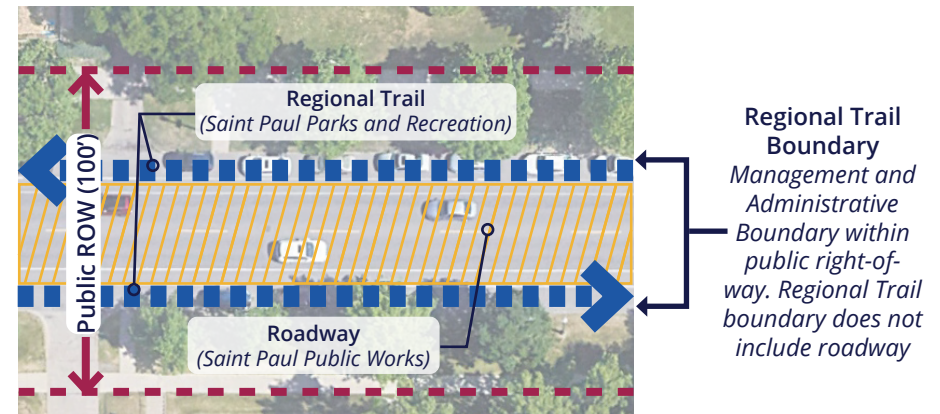 Regional Trail
(Saint Paul Parks and Recreation)
Public ROW (100')
Roadway
(Saint Paul Public Works)
Regional Trail
Boundary
Management and
Administrative
Boundary within
public right-of-
way. Regional Trail
boundary does not
include roadway